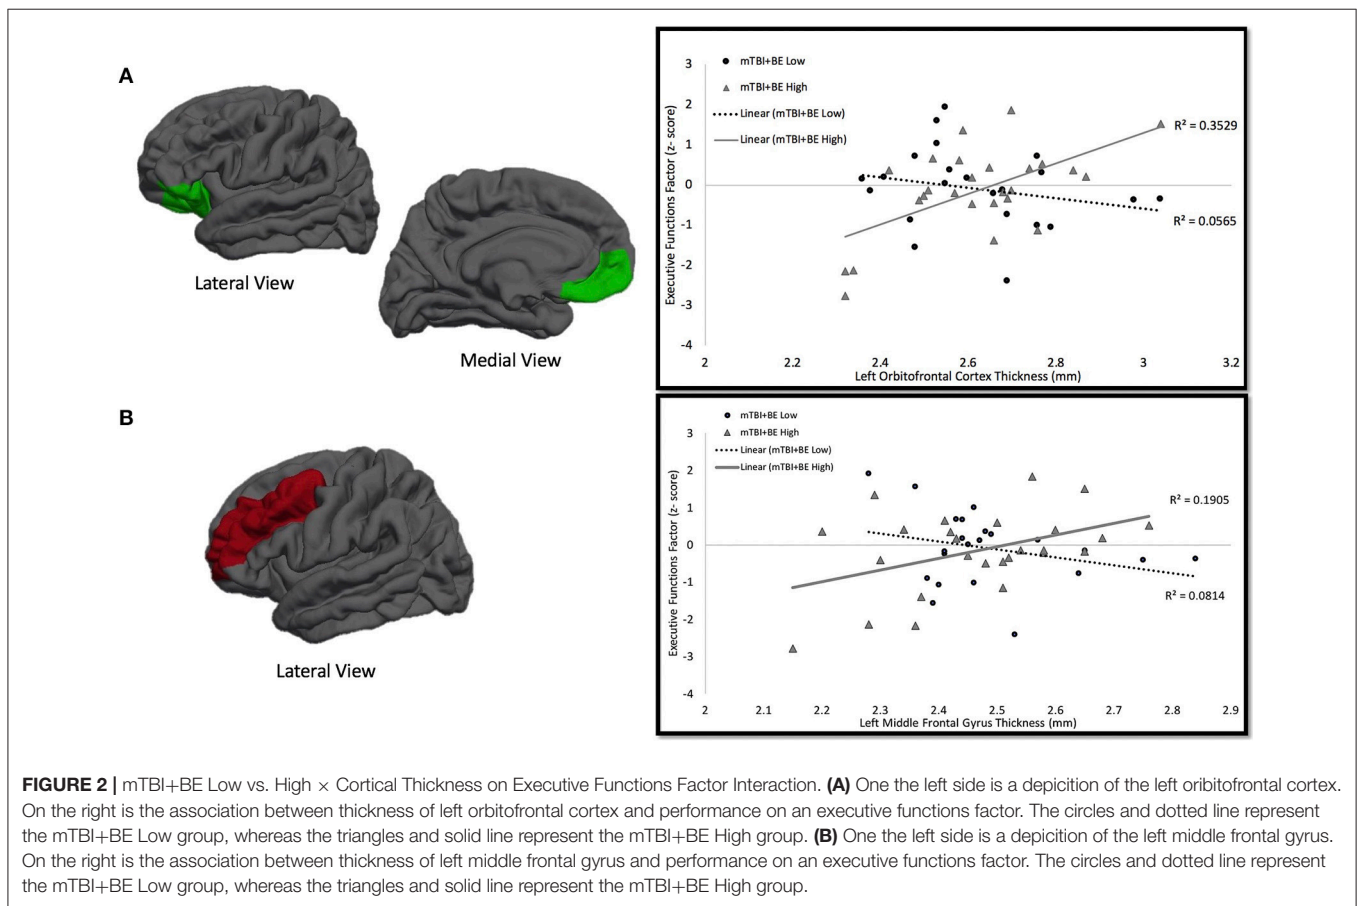 A
Lateral View
Medial View
mTBI+BE Low
mTBI+BE High
Linear (mTBI+BE Low)
Linear (mTBI+BE High)
Executive Functions Factor (z- score)
3
2
1
0
-1
-2
-3
-4
R² = 0.3529
R² = 0.0565
2
2.2
2.4
2.6
2.8
3
3.2
Left Orbitofrontal Cortex Thickness (mm)
B
Lateral View
mTBI+BE Low
mTBI+BE High
Linear (mTBI+BE Low)
Linear (mTBI+BE High)
Executive Functions Factor (z- score)
3
2
1
0
-1
-2
-3
-4
R² = 0.1905
R² = 0.0814
2
2.1
2.2
2.3
2.4
2.5
2.6
2.7
2.8
2.9
Left Middle Frontal Gyrus Thickness (mm)
FIGURE 2 | mTBI+BE Low vs. High × Cortical Thickness on Executive Functions Factor Interaction. (A) One the left side is a depicition of the left oribitofrontal cortex.
On the right is the association between thickness of left orbitofrontal cortex and performance on an executive functions factor. The circles and dotted line represent
the mTBI+BE Low group, whereas the triangles and solid line represent the mTBI+BE High group. (B) One the left side is a depicition of the left middle frontal gyrus.
On the right is the association between thickness of left middle frontal gyrus and performance on an executive functions factor. The circles and dotted line represent
the mTBI+BE Low group, whereas the triangles and solid line represent the mTBI+BE High group.